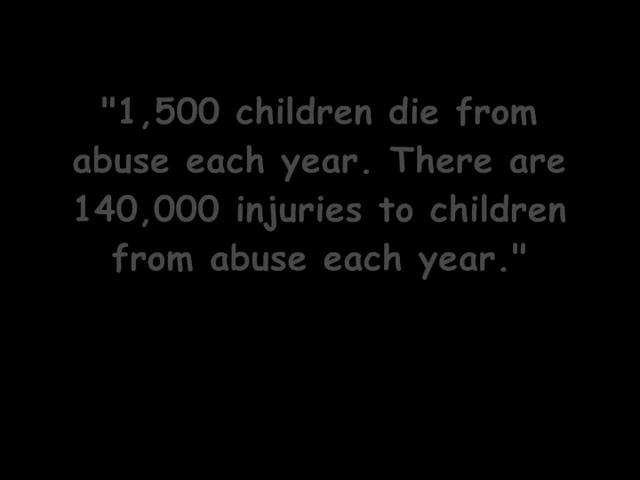 "1,500 children die from
abuse each year. There are
140,000 injuries to children
from abuse each year."